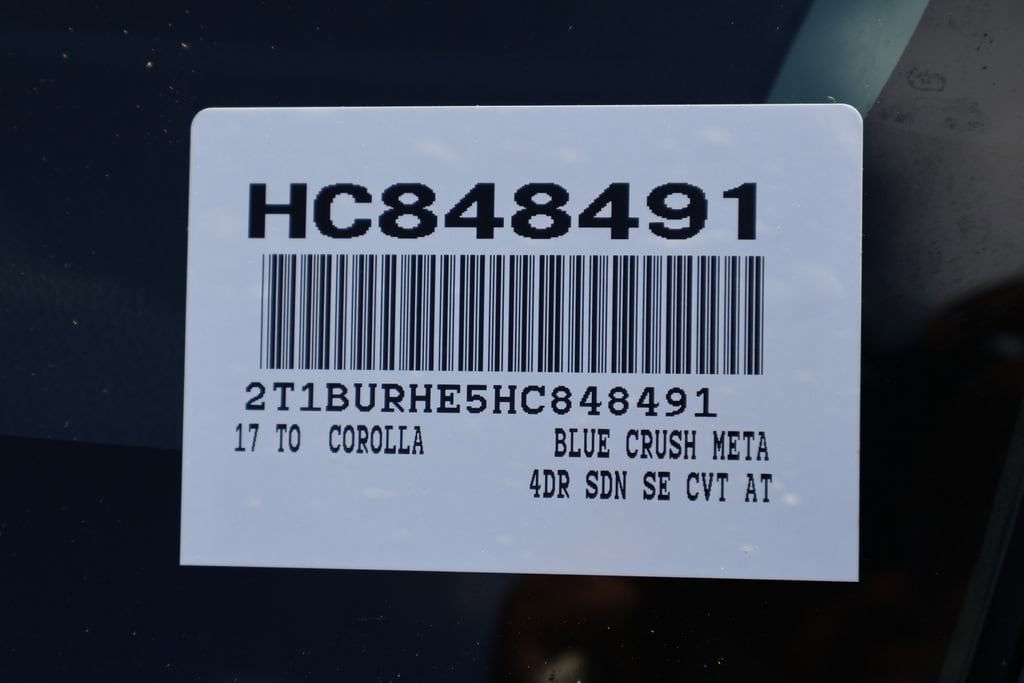 HC848491
2T1BURHE5HC848491
17 TO COROLLA BLUE CRUSH META
4DR SDN SE CVT AT